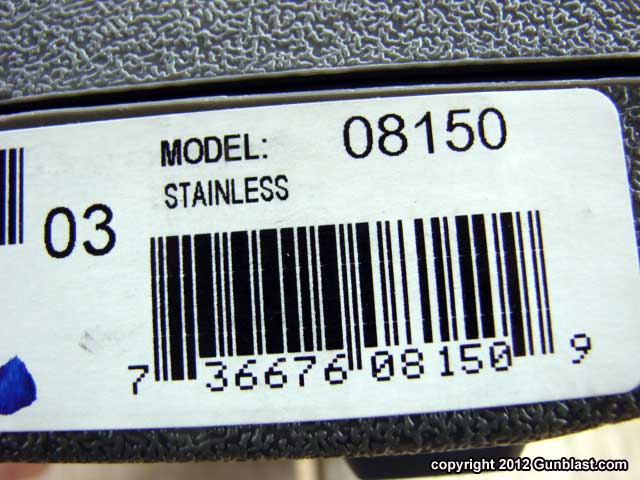 MODEL: 08150
STAINLESS
03
7 36676 08150 9
copyright 2012 Gunblast.com